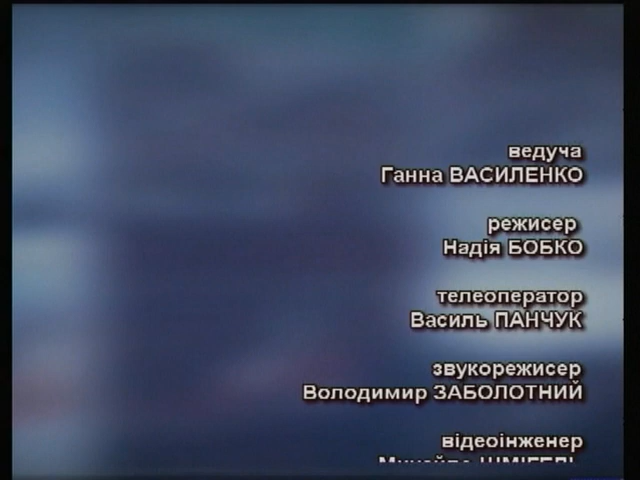 ведуча
Ганна ВАСИЛЕНКО
режисер
Надія БОБКО
телеоператор
Василь ПАНЧУК
звукорежисер
Володимир ЗАБОЛОТНИЙ
відеоінженер